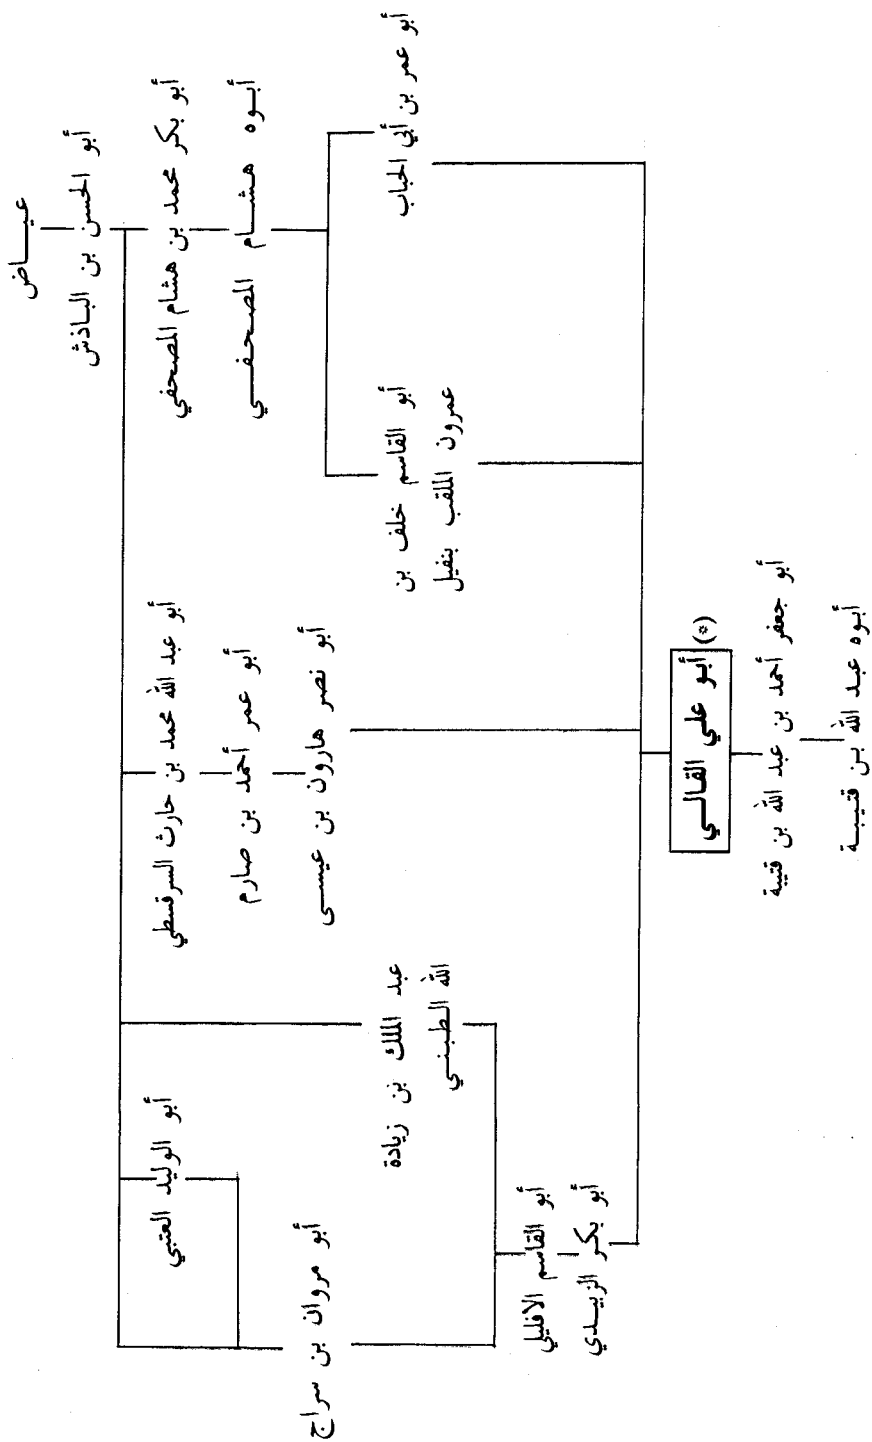 عياض
أبو الحسن بن الباذش
أبو بكر محمد بن هشام المصحفي
أبو عبد الله محمد بن حارث السرقسطي
أبو الوليد العتبي
أبوه هشام المصحفي
أبو عمر أحمد بن صارم
أبو نصر هارون بن عيسى
أبو مروان بن سراج
أبو عمر بن أبي الحباب
أبو القاسم خلف بن
عمرون الملقب بنفيل
عبد الملك بن زيادة
الله الطبني
أبو القاسم الافليلي
أبو بكر الزبيدي
أبو علي القالي (*)
أبو جعفر أحمد بن عبد الله بن قتيبة
أبوه عبد الله بن قتيبة